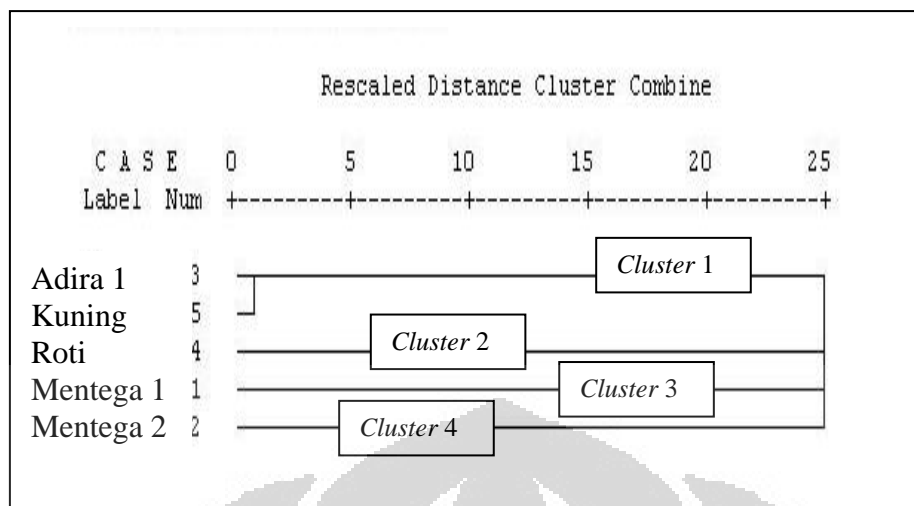 Rescaled Distance Cluster Combine
C A S E 0 5 10 15 20 25
Label Num +---------+---------+---------+---------+---------+
Adira 1 3
Cluster 1
Kuning 5
Roti 4
Cluster 2
Mentega 1 1
Cluster 3
Mentega 2 2
Cluster 4